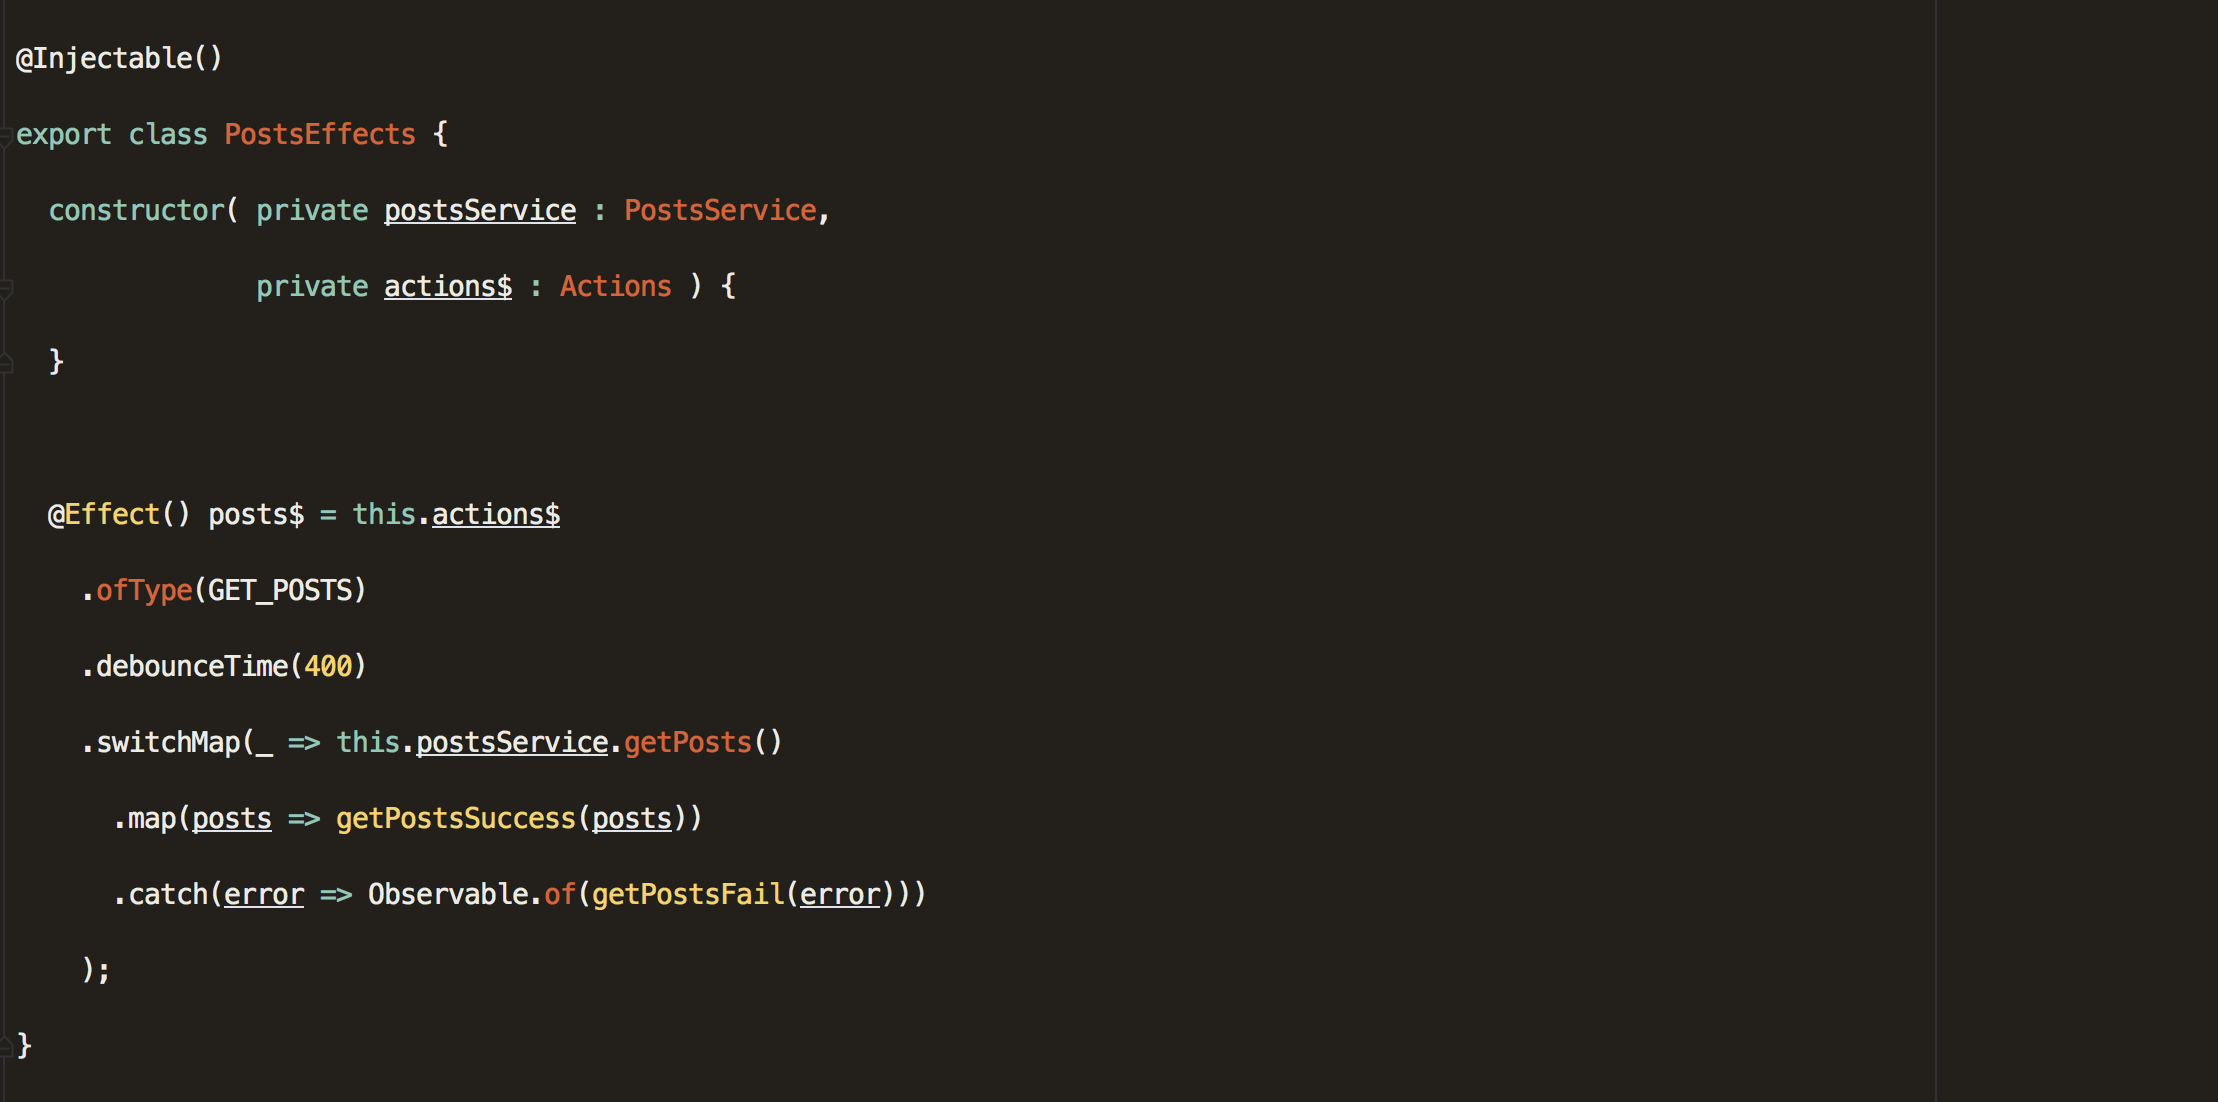 @Injectable()
export class PostsEffects {
  constructor( private postsService : PostsService,
               private actions$ : Actions ) {
  }

  @Effect() posts$ = this.actions$
    .ofType(GET_POSTS)
    .debounceTime(400)
    .switchMap(_ => this.postsService.getPosts()
      .map(posts => getPostsSuccess(posts))
      .catch(error => Observable.of(getPostsFail(error)))
    );
}